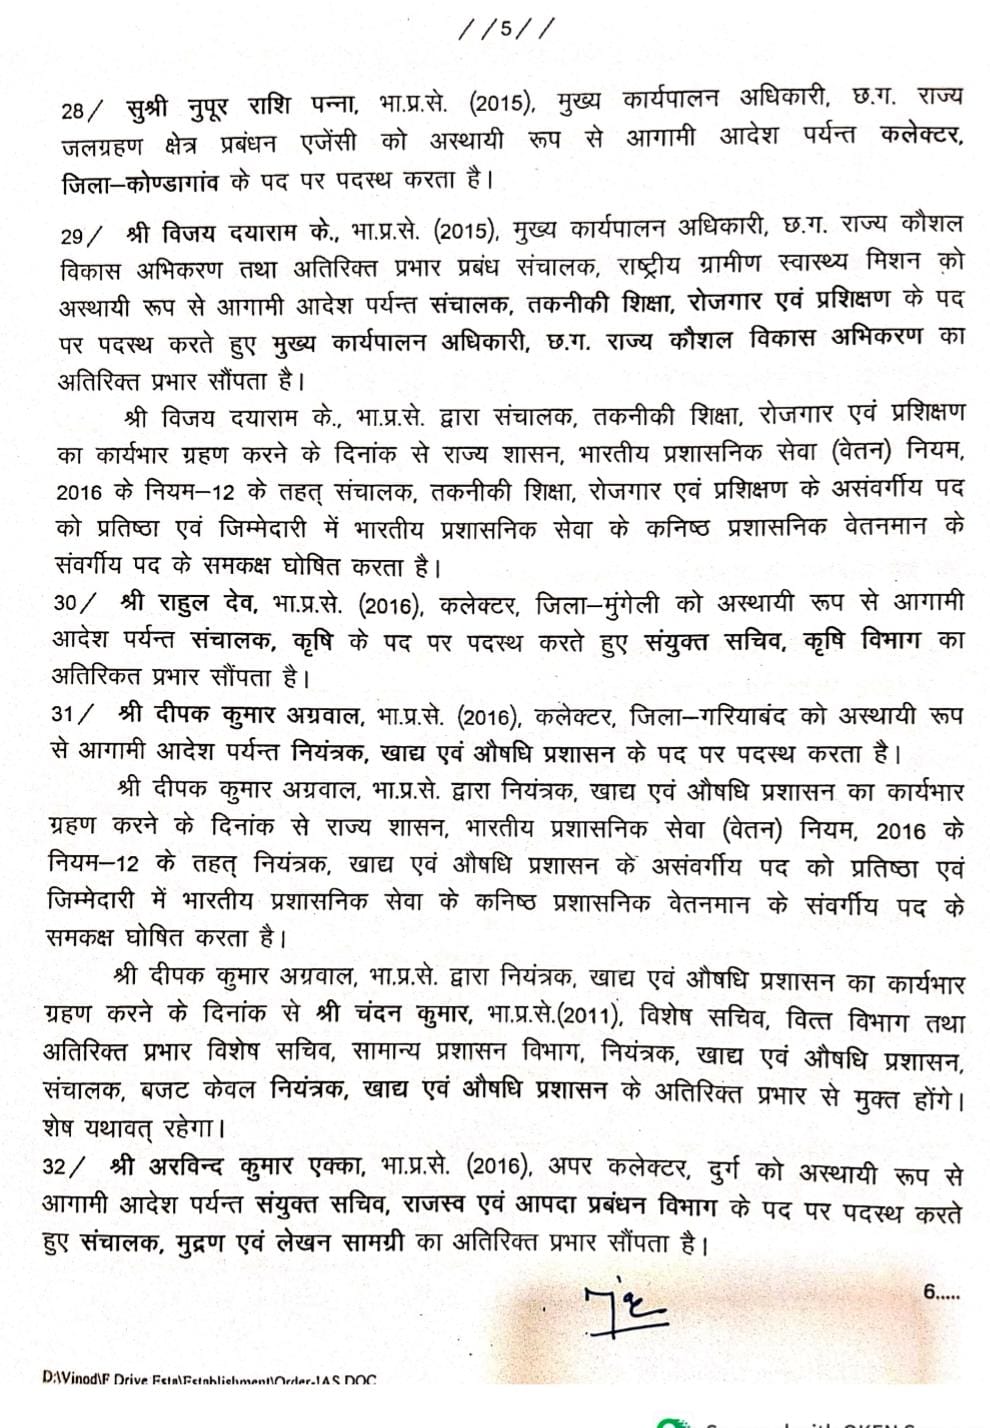 //5//
28/ सुश्री नुपूर राशि पन्ना, भा.प्र.से. (2015), मुख्य कार्यपालन अधिकारी, छ.ग. राज्य
जलग्रहण क्षेत्र प्रबंधन एजेंसी को अस्थायी रूप से आगामी आदेश पर्यन्त कलेक्टर,
जिला–कोण्डागांव के पद पर पदस्थ करता है।
29/ श्री विजय दयाराम के., भा.प्र.से. (2015), मुख्य कार्यपालन अधिकारी, छ.ग. राज्य कौशल
विकास अभिकरण तथा अतिरिक्त प्रभार प्रबंध संचालक, राष्ट्रीय ग्रामीण स्वास्थ्य मिशन को
अस्थायी रूप से आगामी आदेश पर्यन्त संचालक, तकनीकी शिक्षा, रोजगार एवं प्रशिक्षण के पद
पर पदस्थ करते हुए मुख्य कार्यपालन अधिकारी, छ.ग. राज्य कौशल विकास अभिकरण का
अतिरिक्त प्रभार सौंपता है।
श्री विजय दयाराम के., भा.प्र.से. द्वारा संचालक, तकनीकी शिक्षा, रोजगार एवं प्रशिक्षण
का कार्यभार ग्रहण करने के दिनांक से राज्य शासन, भारतीय प्रशासनिक सेवा (वेतन) नियम,
2016 के नियम–12 के तहत् संचालक, तकनीकी शिक्षा, रोजगार एवं प्रशिक्षण के असंवर्गीय पद
को प्रतिष्ठा एवं जिम्मेदारी में भारतीय प्रशासनिक सेवा के कनिष्ठ प्रशासनिक वेतनमान के
संवर्गीय पद के समकक्ष घोषित करता है।
30/ श्री राहुल देव, भा.प्र.से. (2016), कलेक्टर, जिला–मुंगेली को अस्थायी रूप से आगामी
आदेश पर्यन्त संचालक, कृषि के पद पर पदस्थ करते हुए संयुक्त सचिव, कृषि विभाग का
अतिरिकत प्रभार सौंपता है।
31/ श्री दीपक कुमार अग्रवाल, भा.प्र.से. (2016), कलेक्टर, जिला–गरियाबंद को अस्थायी रूप
से आगामी आदेश पर्यन्त नियंत्रक, खाद्य एवं औषधि प्रशासन के पद पर पदस्थ करता है।
श्री दीपक कुमार अग्रवाल, भा.प्र.से. द्वारा नियंत्रक, खाद्य एवं औषधि प्रशासन का कार्यभार
ग्रहण करने के दिनांक से राज्य शासन, भारतीय प्रशासनिक सेवा (वेतन) नियम, 2016 के
नियम–12 के तहत् नियंत्रक, खाद्य एवं औषधि प्रशासन के असंवर्गीय पद को प्रतिष्ठा एवं
जिम्मेदारी में भारतीय प्रशासनिक सेवा के कनिष्ठ प्रशासनिक वेतनमान के संवर्गीय पद के
समकक्ष घोषित करता है।
श्री दीपक कुमार अग्रवाल, भा.प्र.से. द्वारा नियंत्रक, खाद्य एवं औषधि प्रशासन का कार्यभार
ग्रहण करने के दिनांक से श्री चंदन कुमार, भा.प्र.से.(2011), विशेष सचिव, वित्त विभाग तथा
अतिरिक्त प्रभार विशेष सचिव, सामान्य प्रशासन विभाग, नियंत्रक, खाद्य एवं औषधि प्रशासन,
संचालक, बजट केवल नियंत्रक, खाद्य एवं औषधि प्रशासन के अतिरिक्त प्रभार से मुक्त होंगे।
शेष यथावत् रहेगा।
32/ श्री अरविन्द कुमार एक्का, भा.प्र.से. (2016), अपर कलेक्टर, दुर्ग को अस्थायी रूप से
आगामी आदेश पर्यन्त संयुक्त सचिव, राजस्व एवं आपदा प्रबंधन विभाग के पद पर पदस्थ करते
हुए संचालक, मुद्रण एवं लेखन सामग्री का अतिरिक्त प्रभार सौंपता है।
6.....
D:\Vinod\F Drive Esta\Establishment\Order-IAS DOC